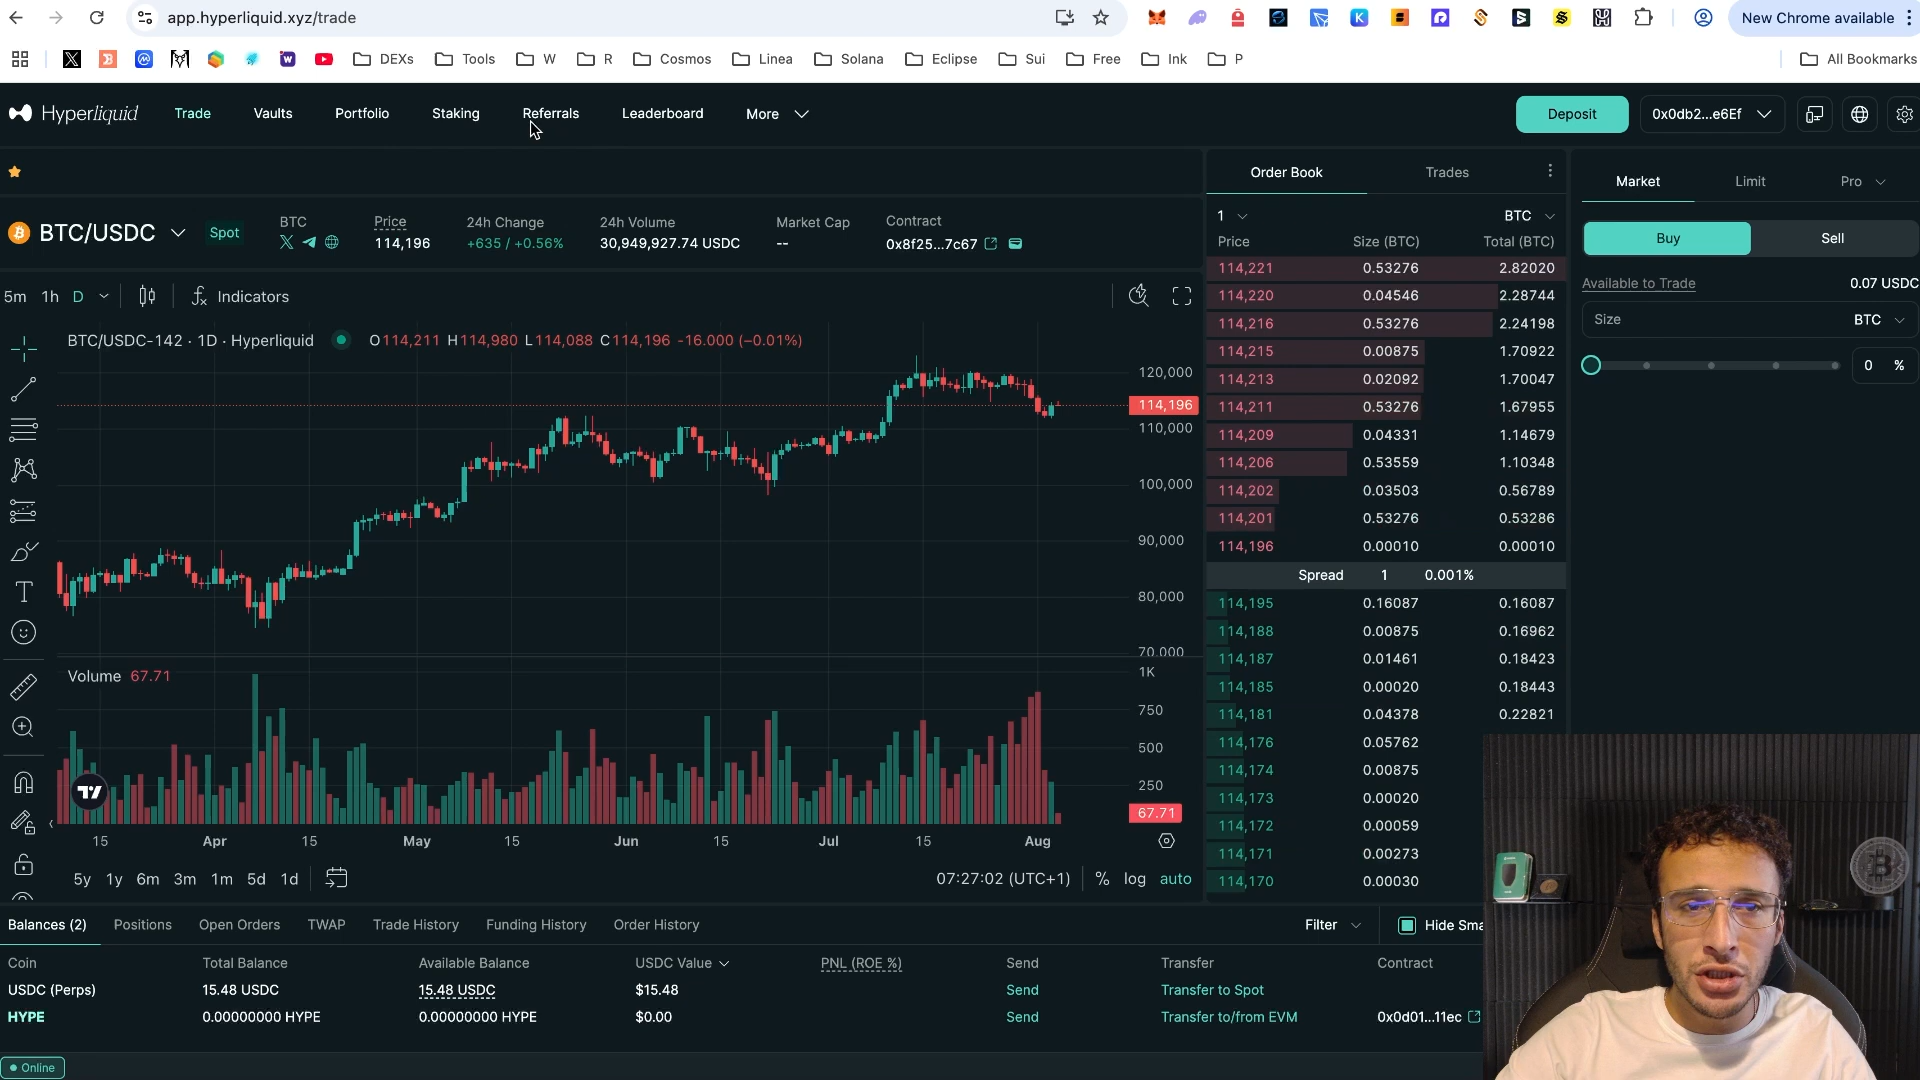 app.hyperliquid.xyz/trade
New Chrome available
DEXs Tools W R Cosmos Linea Solana Eclipse Sui Free Ink P All Bookmarks
Hyperliquid Trade Vaults Portfolio Staking Referrals Leaderboard More Deposit 0x0db2...e6Ef
Order Book Trades
Market Limit Pro
BTC/USDC Spot
BTC Price 24h Change 24h Volume Market Cap Contract
114,196 +635 / +0.56% 30,949,927.74 USDC -- 0x8f25...7c67
1 BTC
Price Size (BTC) Total (BTC)
114,221 0.53276 2.82020
114,220 0.04546 2.28744
114,216 0.53276 2.24198
114,215 0.00875 1.70922
114,213 0.02092 1.70047
114,211 0.53276 1.67955
114,209 0.04331 1.14679
114,206 0.53559 1.10348
114,202 0.03503 0.56789
114,201 0.53276 0.53286
114,196 0.00010 0.00010
Spread 1 0.001%
114,195 0.16087 0.16087
114,188 0.00875 0.16962
114,187 0.01461 0.18423
114,185 0.00020 0.18443
114,181 0.04378 0.22821
114,176 0.05762
114,174 0.00875
114,173 0.00020
114,172 0.00059
114,171 0.00273
114,170 0.00030
Buy Sell
Available to Trade 0.07 USDC
Size BTC
0 %
5m 1h D Indicators
BTC/USDC-142 · 1D · Hyperliquid O114,211 H114,980 L114,088 C114,196 -16.000 (−0.01%)
120,000
114,196
110,000
100,000
90,000
80,000
70,000
Volume 67.71
1K
750
500
250
67.71
15 Apr 15 May 15 Jun 15 Jul 15 Aug
5y 1y 6m 3m 1m 5d 1d 07:27:02 (UTC+1) % log auto
Balances (2) Positions Open Orders TWAP Trade History Funding History Order History Filter Hide Sma
Coin Total Balance Available Balance USDC Value PNL (ROE %) Send Transfer Contract
USDC (Perps) 15.48 USDC 15.48 USDC $15.48 Send Transfer to Spot
HYPE 0.00000000 HYPE 0.00000000 HYPE $0.00 Send Transfer to/from EVM 0x0d01...11ec
Online